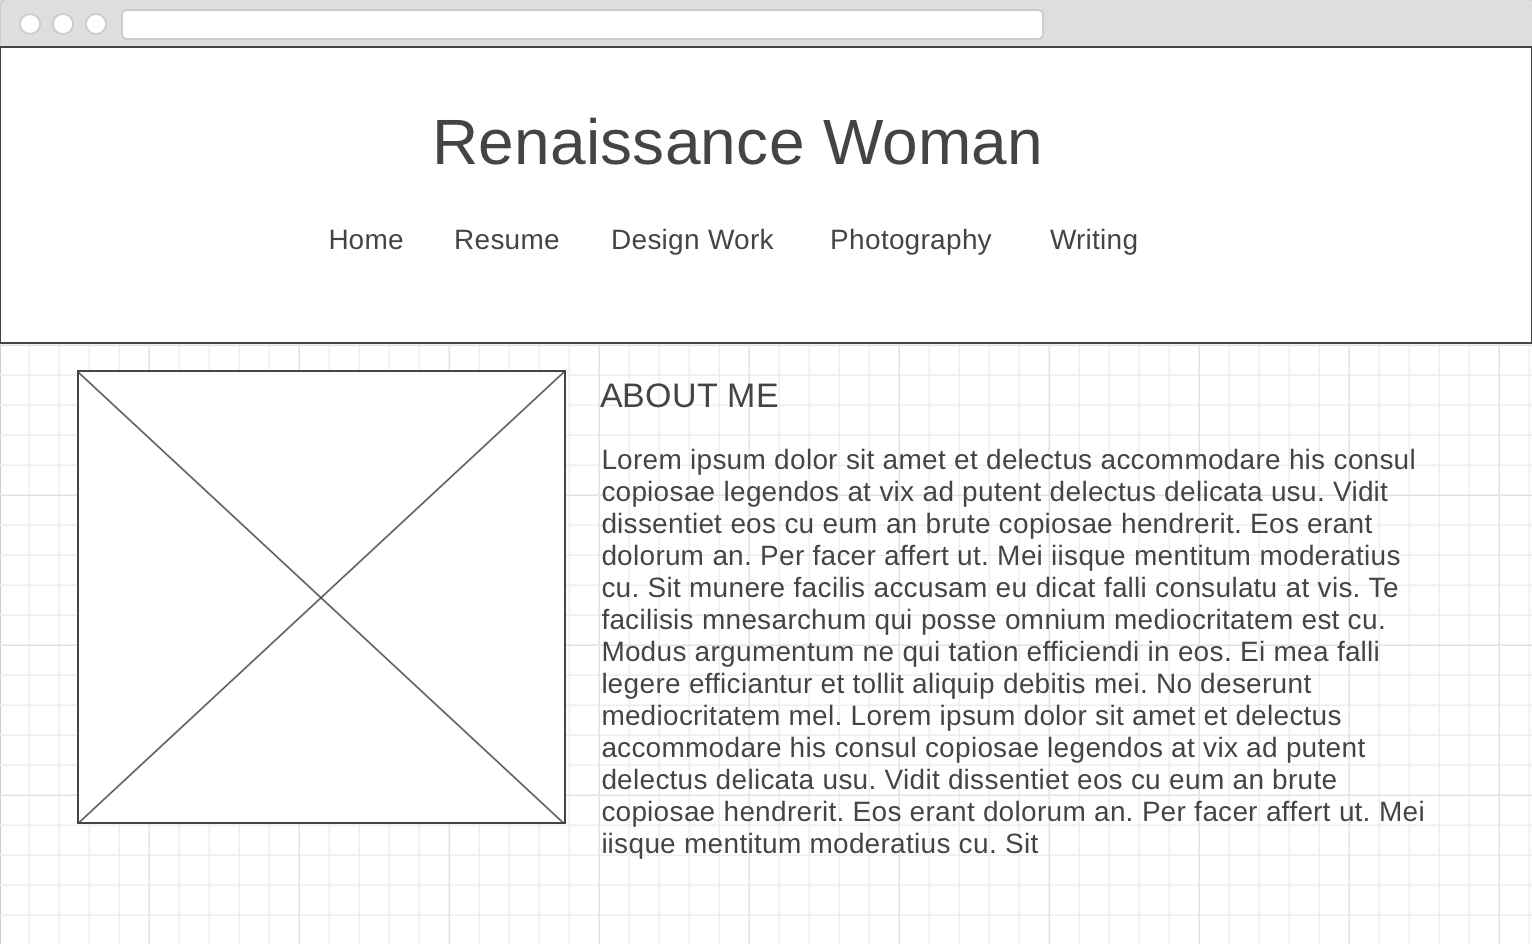 Renaissance Woman
Home Resume Design Work Photography Writing
ABOUT ME
Lorem ipsum dolor sit amet et delectus accommodare his consul
copiosae legendos at vix ad putent delectus delicata usu. Vidit
dissentiet eos cu eum an brute copiosae hendrerit. Eos erant
dolorum an. Per facer affert ut. Mei iisque mentitum moderatius
cu. Sit munere facilis accusam eu dicat falli consulatu at vis. Te
facilisis mnesarchum qui posse omnium mediocritatem est cu.
Modus argumentum ne qui tation efficiendi in eos. Ei mea falli
legere efficiantur et tollit aliquip debitis mei. No deserunt
mediocritatem mel. Lorem ipsum dolor sit amet et delectus
accommodare his consul copiosae legendos at vix ad putent
delectus delicata usu. Vidit dissentiet eos cu eum an brute
copiosae hendrerit. Eos erant dolorum an. Per facer affert ut. Mei
iisque mentitum moderatius cu. Sit